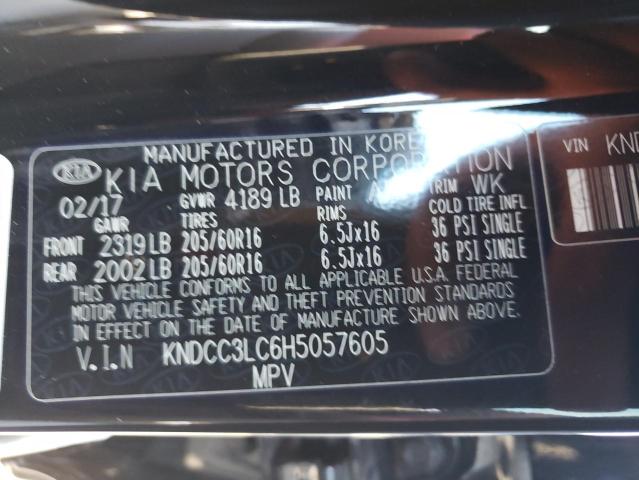 MANUFACTURED IN KORE
KIA KIA MOTORS CORPORATION
02/17 GVWR 4189 LB PAINT TRIM WK
GAWR TIRES RIMS COLD TIRE INFL
FRONT 2319 LB 205/60R16 6.5Jx16 36 PSI SINGLE
REAR 2002 LB 205/60R16 6.5Jx16 36 PSI SINGLE
THIS VEHICLE CONFORMS TO ALL APPLICABLE U.S.A. FEDERAL
MOTOR VEHICLE SAFETY AND THEFT PREVENTION STANDARDS
IN EFFECT ON THE DATE OF MANUFACTURE SHOWN ABOVE.
V.I.N KNDCC3LC6H5057605
MPV
VIN KND